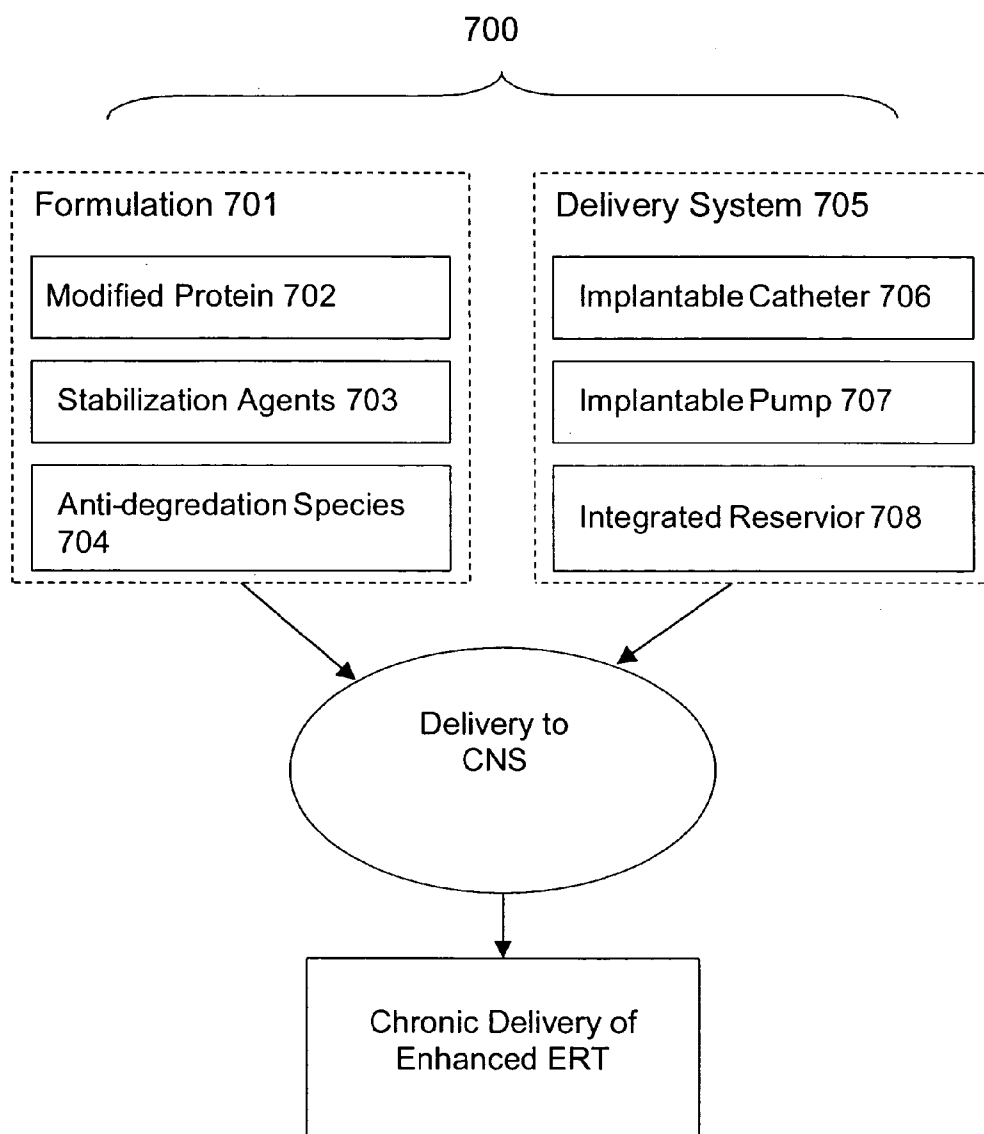 700
Formulation 701
Modified Protein 702
Stabilization Agents 703
Anti-degredation Species
704
Delivery System 705
Implantable Catheter 706
Implantable Pump 707
Integrated Reservior 708
Delivery to
CNS
Chronic Delivery of
Enhanced ERT